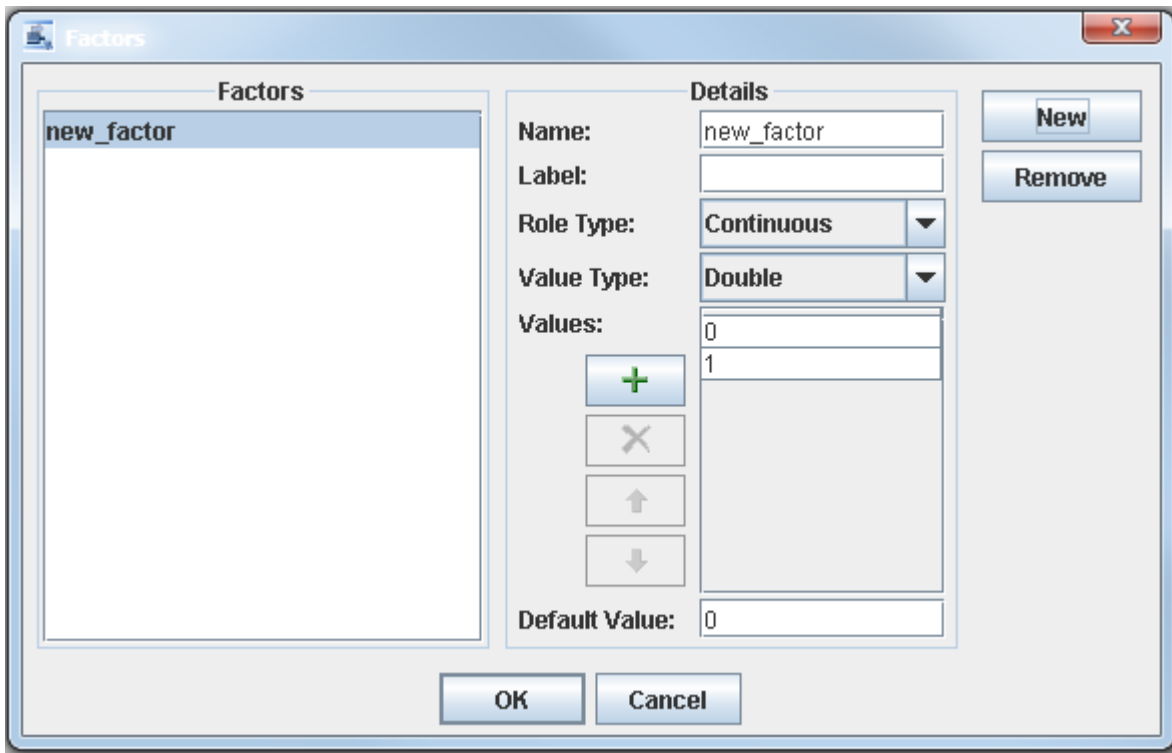 Factors
Factors
new_factor
Details
Name: new_factor
Label:
Role Type: Continuous
Value Type: Double
Values:
0
1
Default Value: 0
New
Remove
OK Cancel